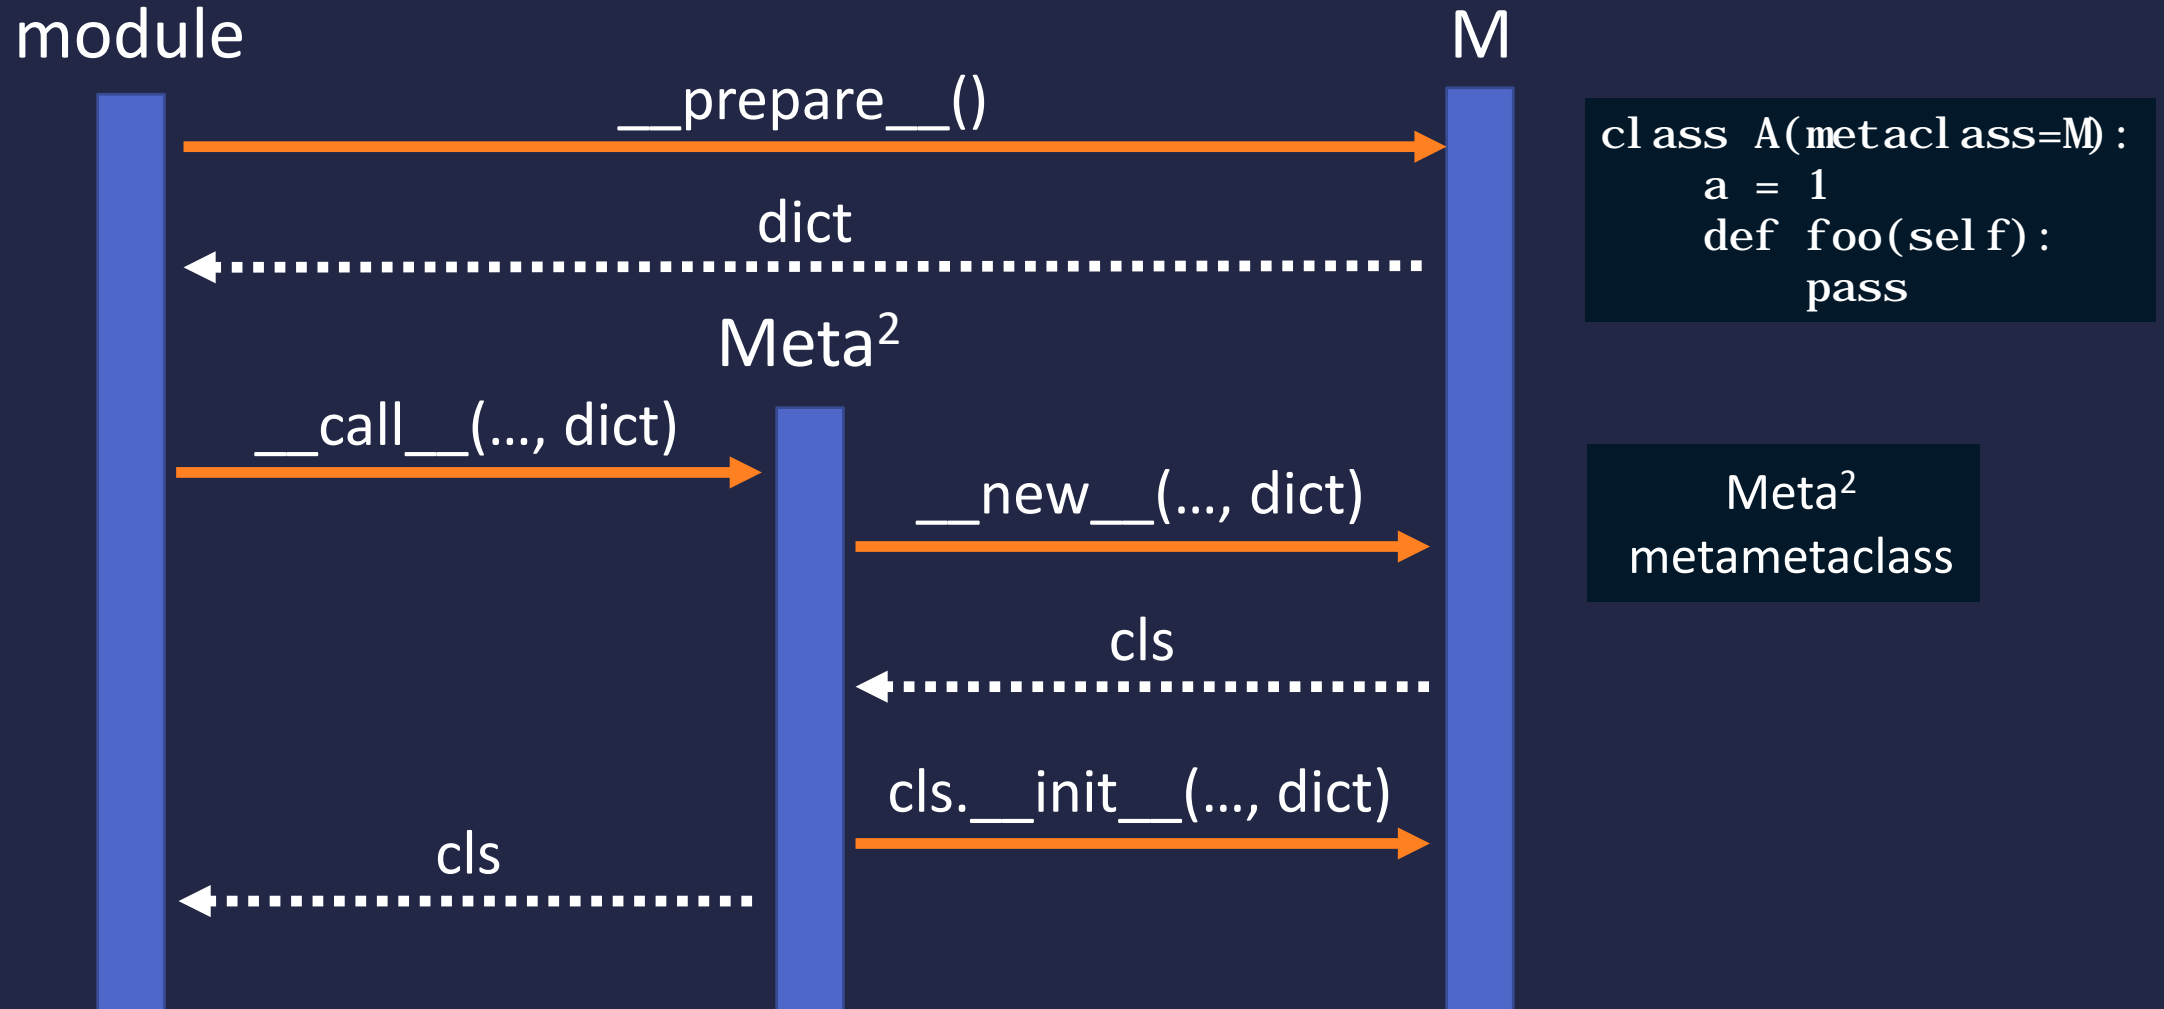 module
M
__prepare__()
class A(metaclass=M):
    a = 1
    def foo(self):
        pass
dict
Meta²
__call__(…, dict)
__new__(…, dict)
Meta²
metametaclass
cls
cls.__init__(…, dict)
cls